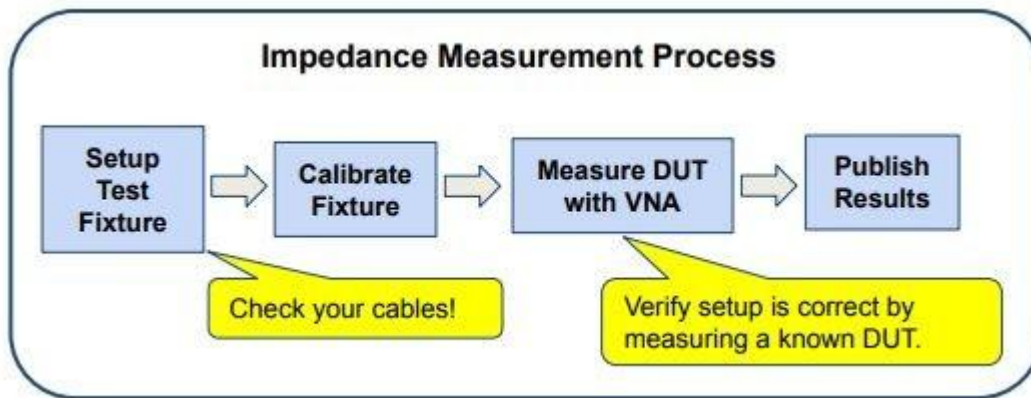 Impedance Measurement Process
Setup
Test
Fixture
Calibrate
Fixture
Measure DUT
with VNA
Publish
Results
Check your cables!
Verify setup is correct by
measuring a known DUT.